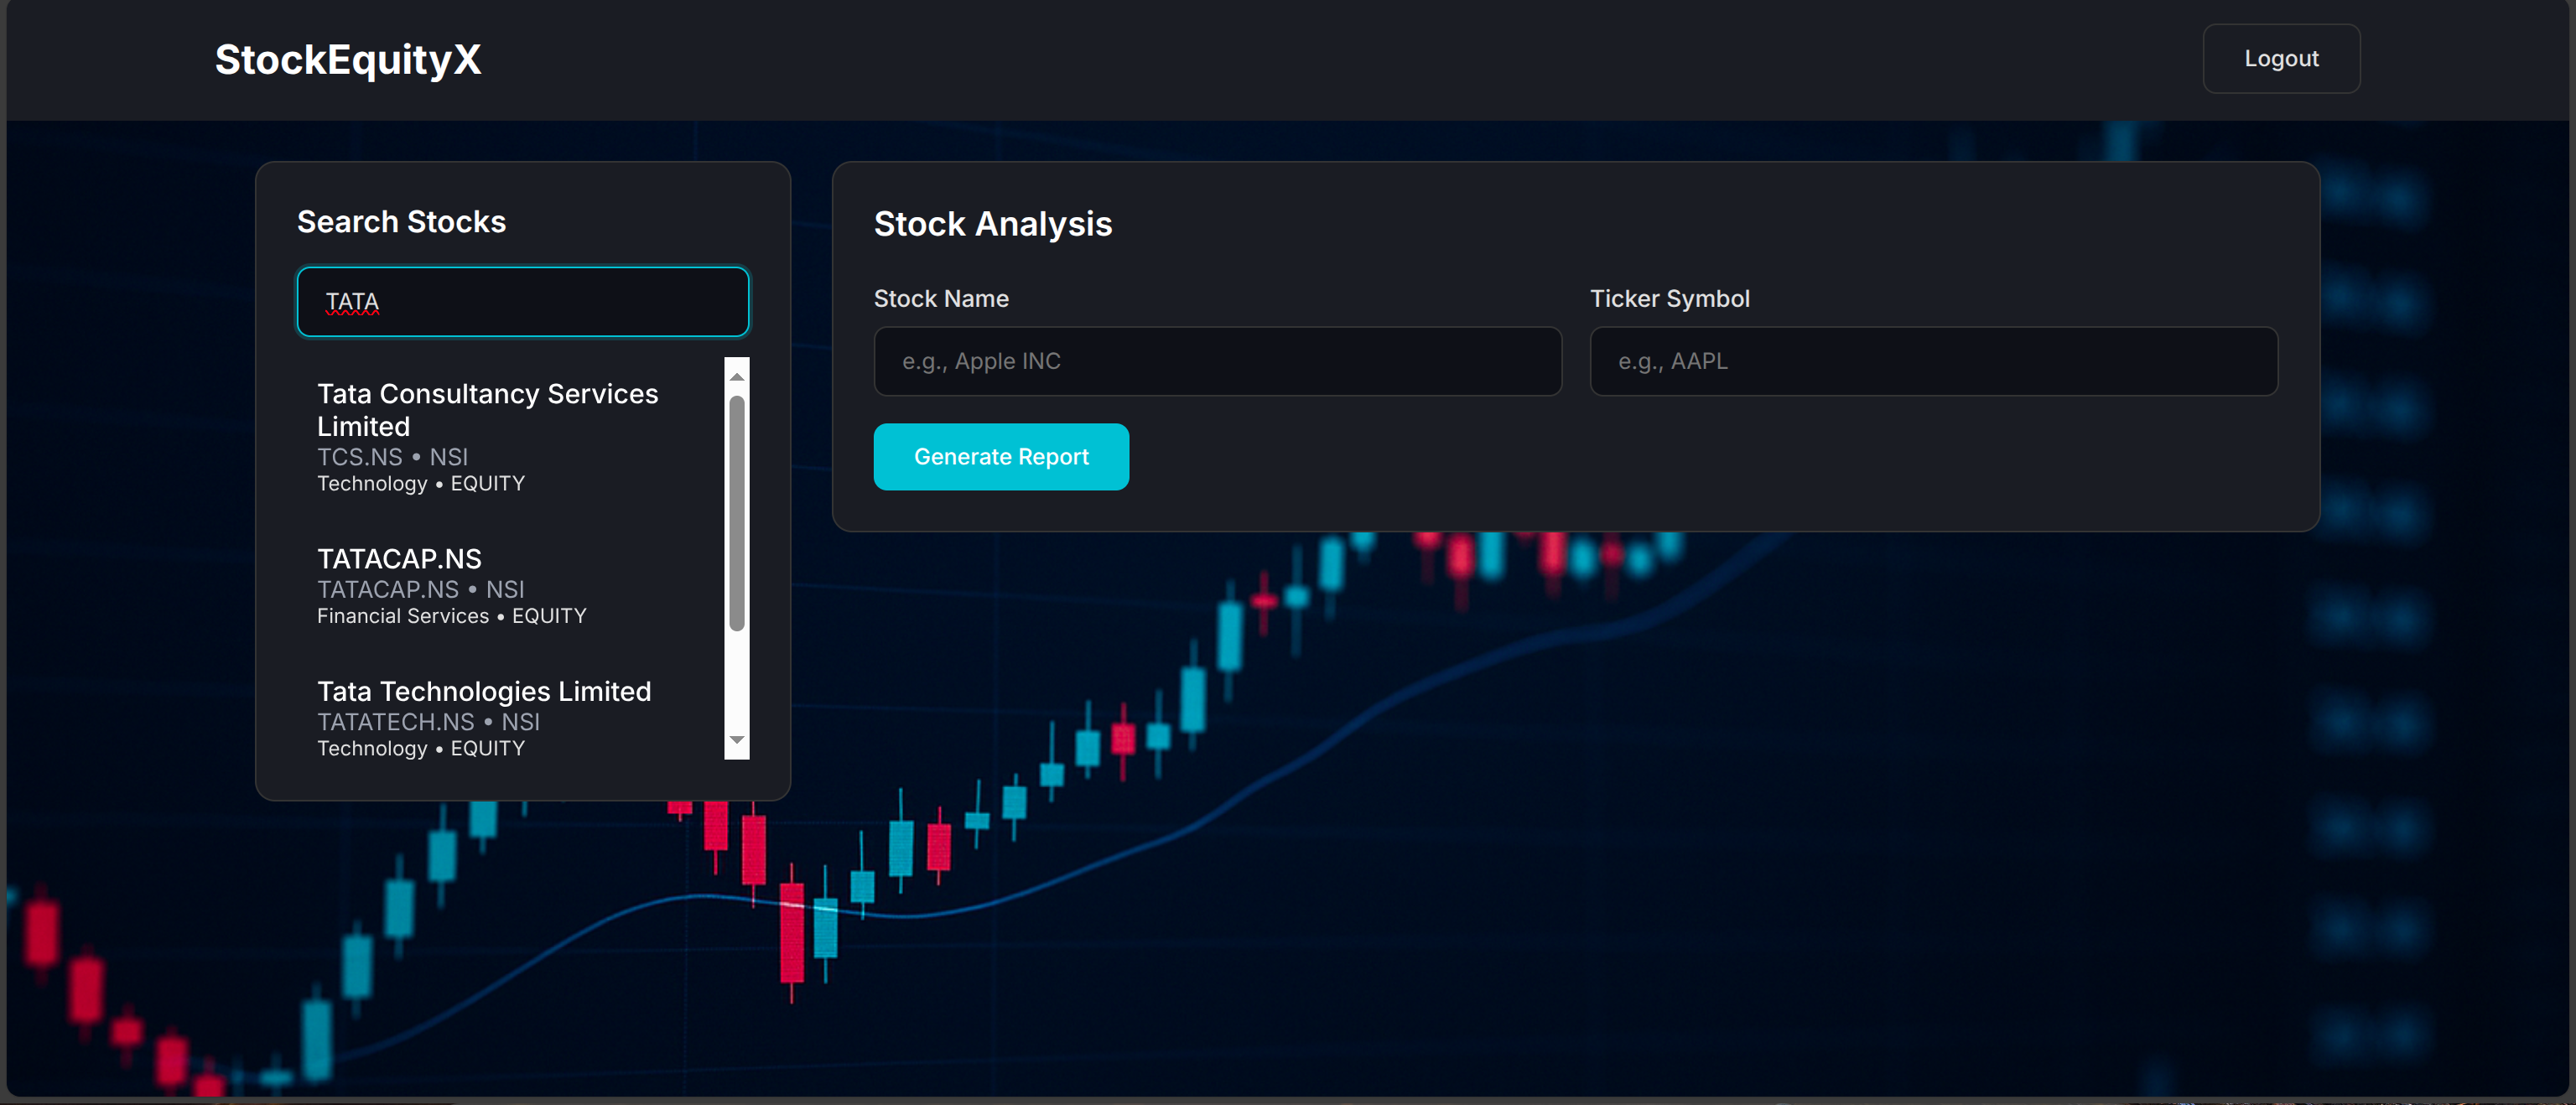 StockEquityX
Logout
Search Stocks
TATA
Tata Consultancy Services
Limited
TCS.NS • NSI
Technology • EQUITY
TATACAP.NS
TATACAP.NS • NSI
Financial Services • EQUITY
Tata Technologies Limited
TATATECH.NS • NSI
Technology • EQUITY
Stock Analysis
Stock Name
Ticker Symbol
e.g., Apple INC
e.g., AAPL
Generate Report